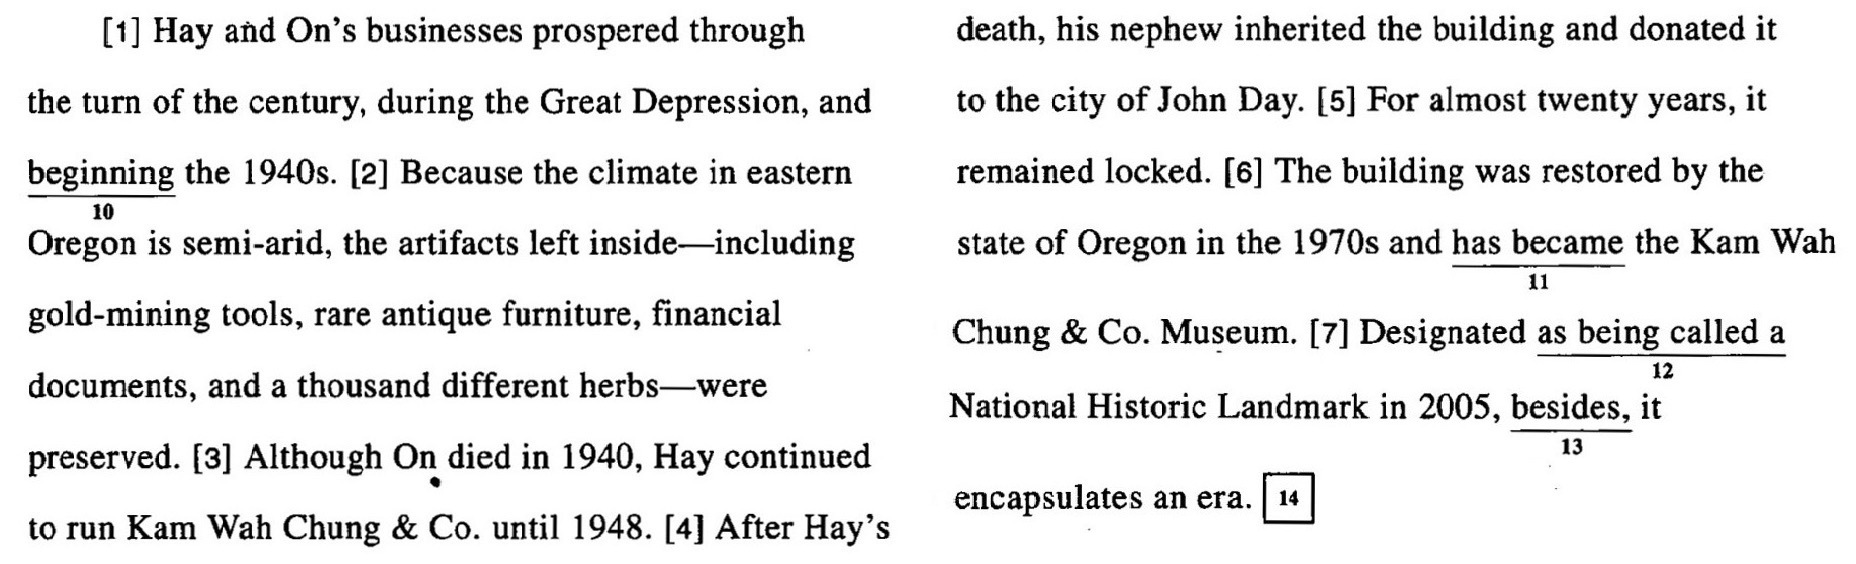 [1] Hay and On's businesses prospered through
the turn of the century, during the Great Depression, and
beginning the 1940s. [2] Because the climate in eastern
10
Oregon is semi-arid, the artifacts left inside—including
gold-mining tools, rare antique furniture, financial
documents, and a thousand different herbs—were
preserved. [3] Although On died in 1940, Hay continued
to run Kam Wah Chung & Co. until 1948. [4] After Hay's
death, his nephew inherited the building and donated it
to the city of John Day. [5] For almost twenty years, it
remained locked. [6] The building was restored by the
state of Oregon in the 1970s and has became the Kam Wah
11
Chung & Co. Museum. [7] Designated as being called a
12
National Historic Landmark in 2005, besides, it
13
encapsulates an era. 14